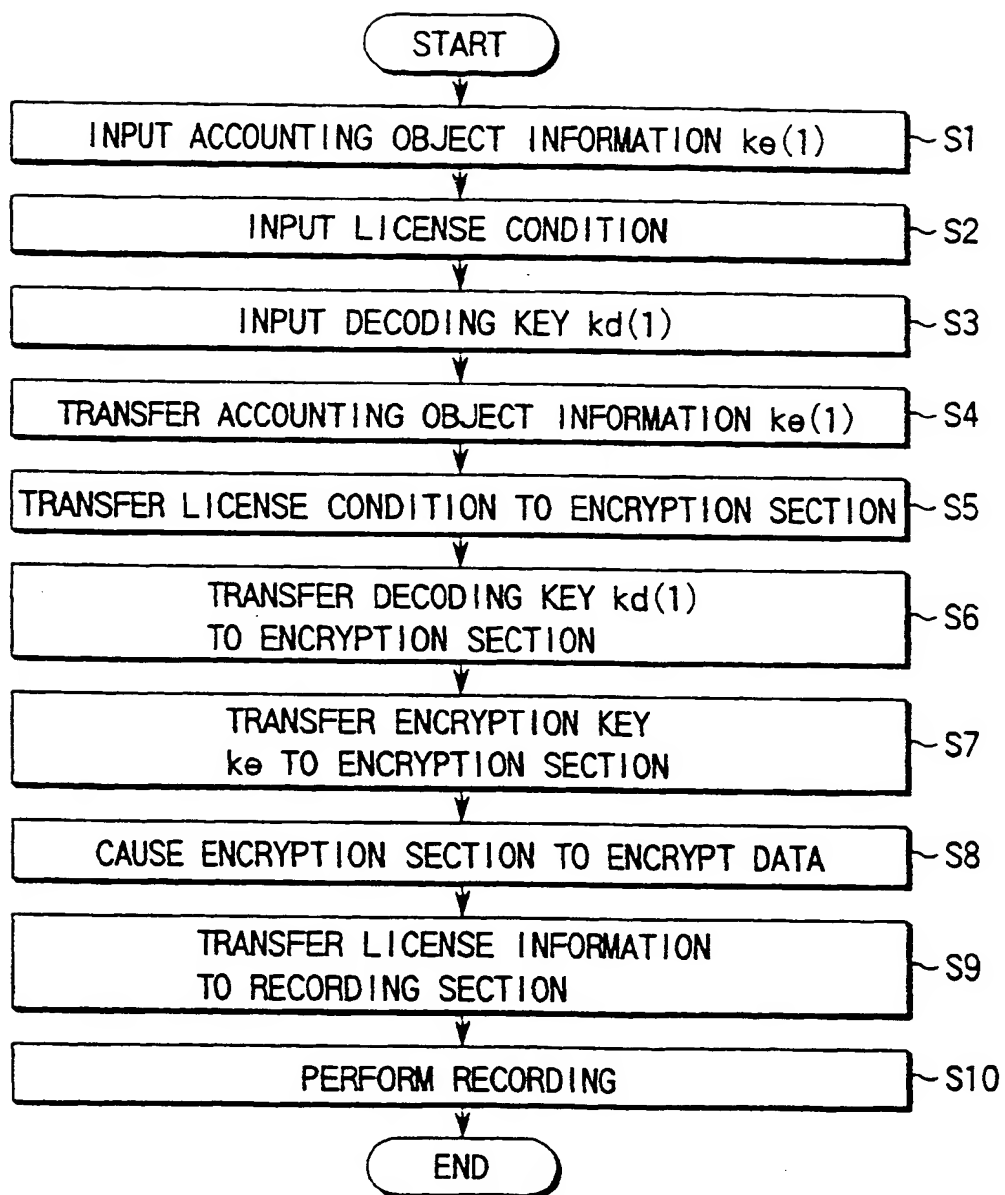 START
INPUT ACCOUNTING OBJECT INFORMATION ke(1)
S1
INPUT LICENSE CONDITION
S2
INPUT DECODING KEY kd(1)
S3
TRANSFER ACCOUNTING OBJECT INFORMATION ke(1)
S4
TRANSFER LICENSE CONDITION TO ENCRYPTION SECTION
S5
TRANSFER DECODING KEY kd(1)
TO ENCRYPTION SECTION
S6
TRANSFER ENCRYPTION KEY
ke TO ENCRYPTION SECTION
S7
CAUSE ENCRYPTION SECTION TO ENCRYPT DATA
S8
TRANSFER LICENSE INFORMATION
TO RECORDING SECTION
S9
PERFORM RECORDING
S10
END